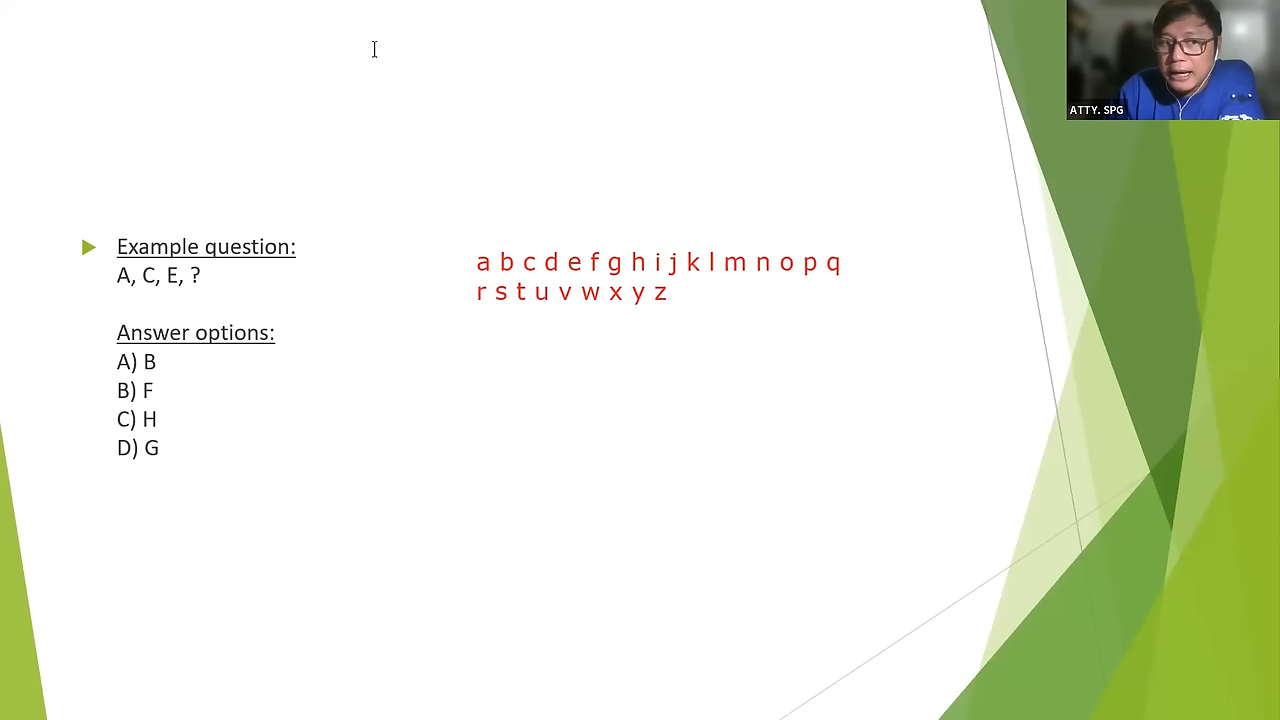 Example question:
A, C, E, ?
Answer options:
A) B
B) F
C) H
D) G
a b c d e f g h i j k l m n o p q
r s t u v w x y z
ATTY. SPG